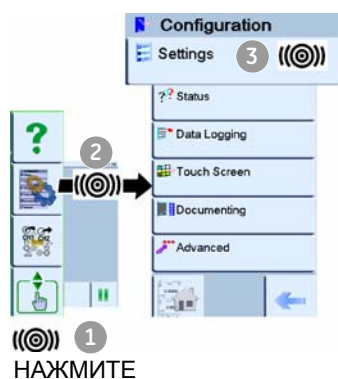 Configuration
Settings
3
?? Status
?
2
Data Logging
Touch Screen
Documenting
Advanced
1
НАЖМИТЕ